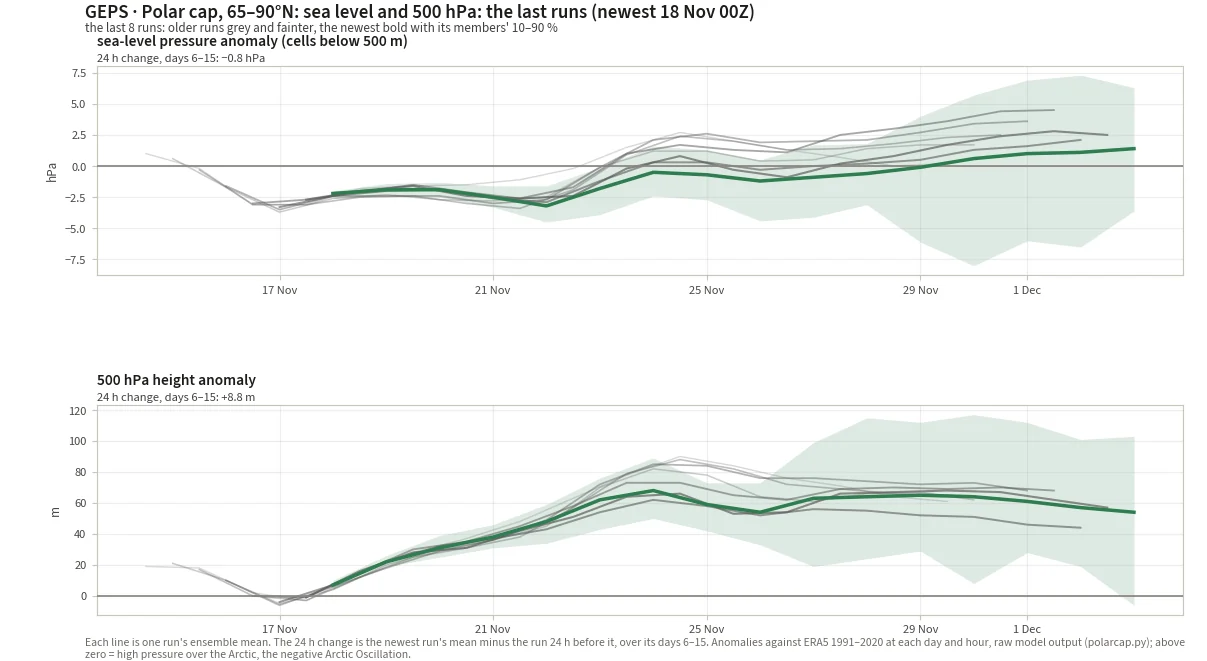 GEPS · Polar cap, 65–90°N: sea level and 500 hPa: the last runs (newest 18 Nov 00Z)
the last 8 runs: older runs grey and fainter, the newest bold with its members' 10–90 %
sea-level pressure anomaly (cells below 500 m)
24 h change, days 6–15: −0.8 hPa
7.5
5.0
2.5
0.0
−2.5
−5.0
−7.5
hPa
17 Nov
21 Nov
25 Nov
29 Nov
1 Dec
500 hPa height anomaly
24 h change, days 6–15: +8.8 m
120
100
80
60
40
20
0
m
17 Nov
21 Nov
25 Nov
29 Nov
1 Dec
Each line is one run's ensemble mean. The 24 h change is the newest run's mean minus the run 24 h before it, over its days 6–15. Anomalies against ERA5 1991–2020 at each day and hour, raw model output (polarcap.py); above
zero = high pressure over the Arctic, the negative Arctic Oscillation.